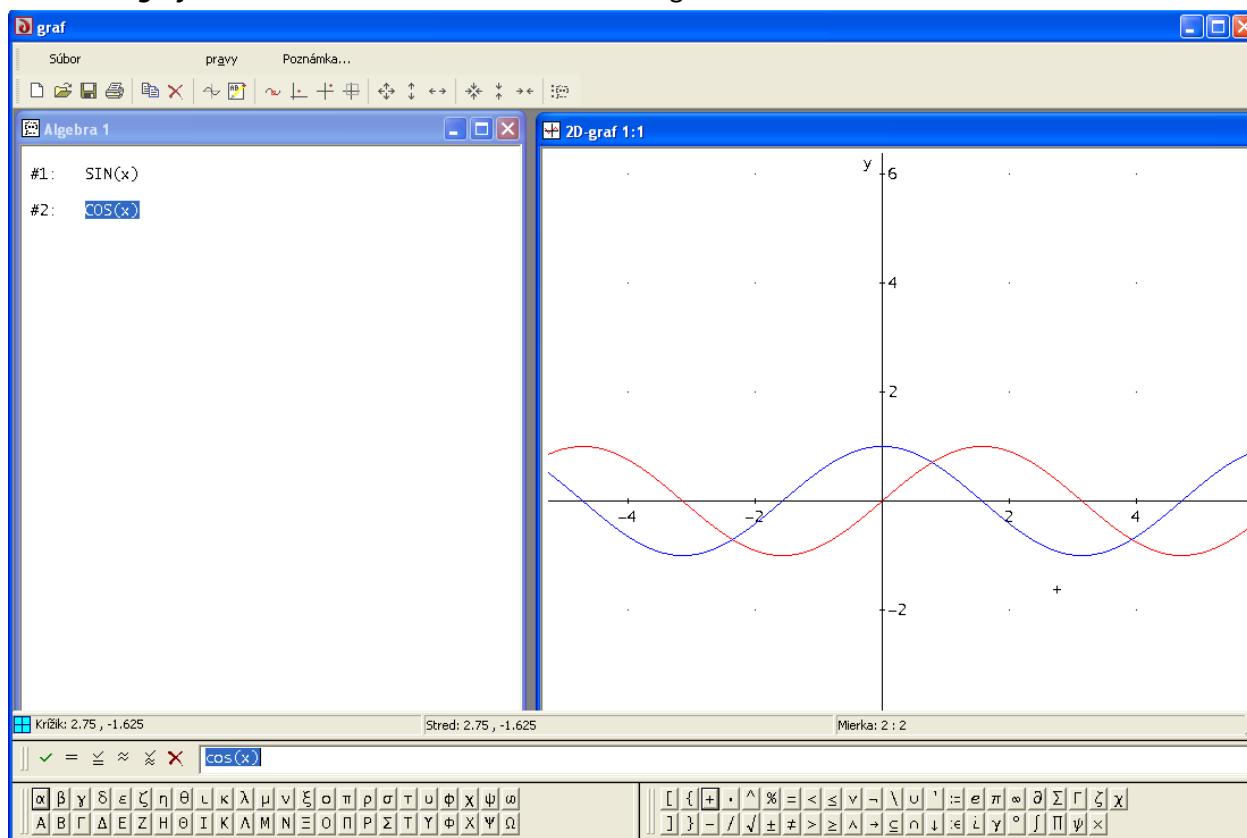 graf
Súbor pravy Poznámka...
Algebra 1
2D-graf 1:1
#1: SIN(x)
#2: COS(x)
y
6
4
2
-4 -2 2 4
-2
Krížik: 2.75 , -1.625 Stred: 2.75 , -1.625 Mierka: 2 : 2
= cos(x)
α β γ δ ε ζ η θ ι κ λ μ ν ξ ο π ρ σ τ υ φ χ ψ ω
Α Β Γ Δ Ε Ζ Η Θ Ι Κ Λ Μ Ν Ξ Ο Π Ρ Σ Τ Υ Φ Χ Ψ Ω
[ { + · ^ % = < ≤ ∨ ¬ \ ∪ ' := e π ∞ ∂ Σ Γ ζ χ
] } − / √ ± ≠ > ≥ ∧ → ⊆ ∩ ↓ :∈ i γ ° ∫ Π ψ ×